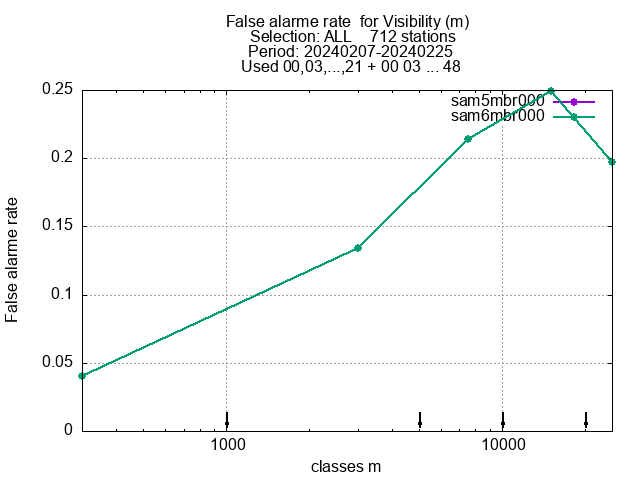 False alarme rate  for Visibility (m)
Selection: ALL    712 stations
Period: 20240207-20240225
Used 00,03,...,21 + 00 03 ... 48
sam5mbr000
sam6mbr000
0.25
0.2
0.15
0.1
0.05
0
False alarme rate
1000
10000
classes m